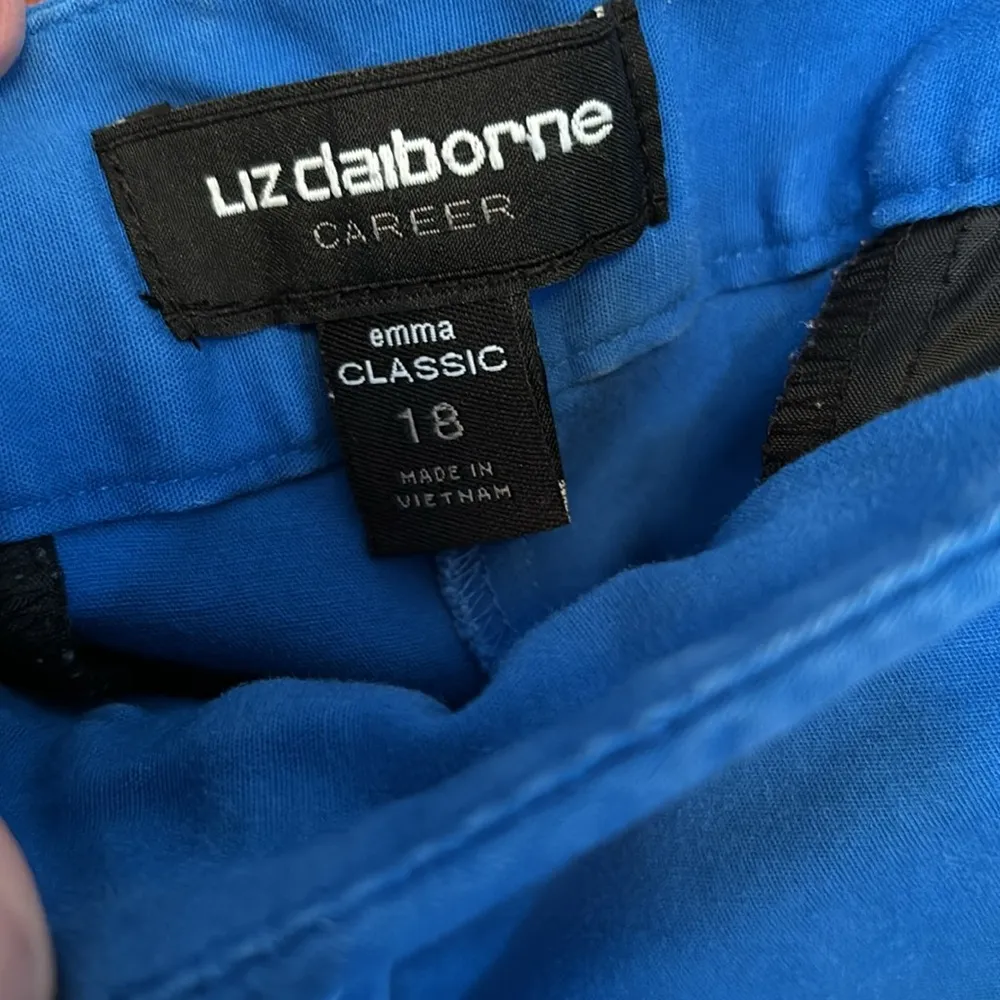 LIZ claiborne
CAREER
emma
CLASSIC
18
MADE IN
VIETNAM